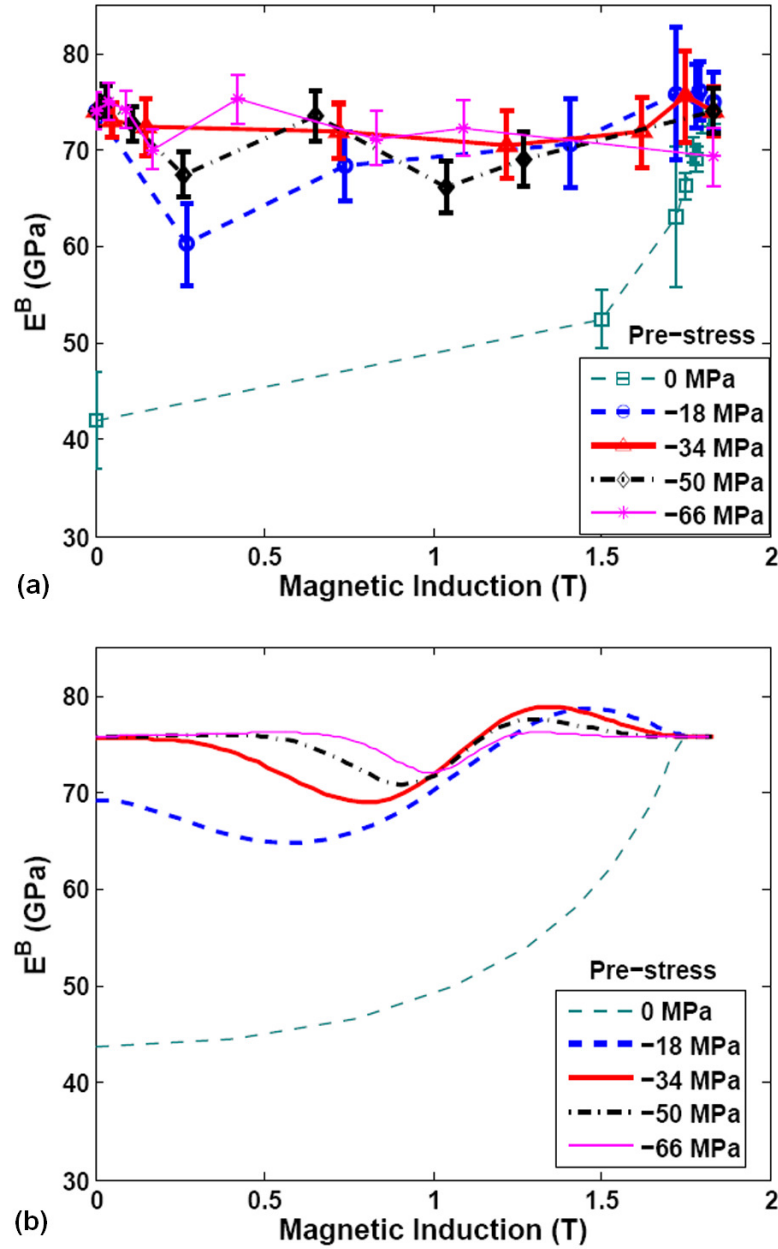 85
80
70
60
50
40
30
E^B (GPa)
0
0.5
1
1.5
2
Magnetic Induction (T)
Pre−stress
0 MPa
−18 MPa
−34 MPa
−50 MPa
−66 MPa
(a)
80
70
60
50
40
30
E^B (GPa)
0
0.5
1
1.5
2
Magnetic Induction (T)
Pre−stress
0 MPa
−18 MPa
−34 MPa
−50 MPa
−66 MPa
(b)